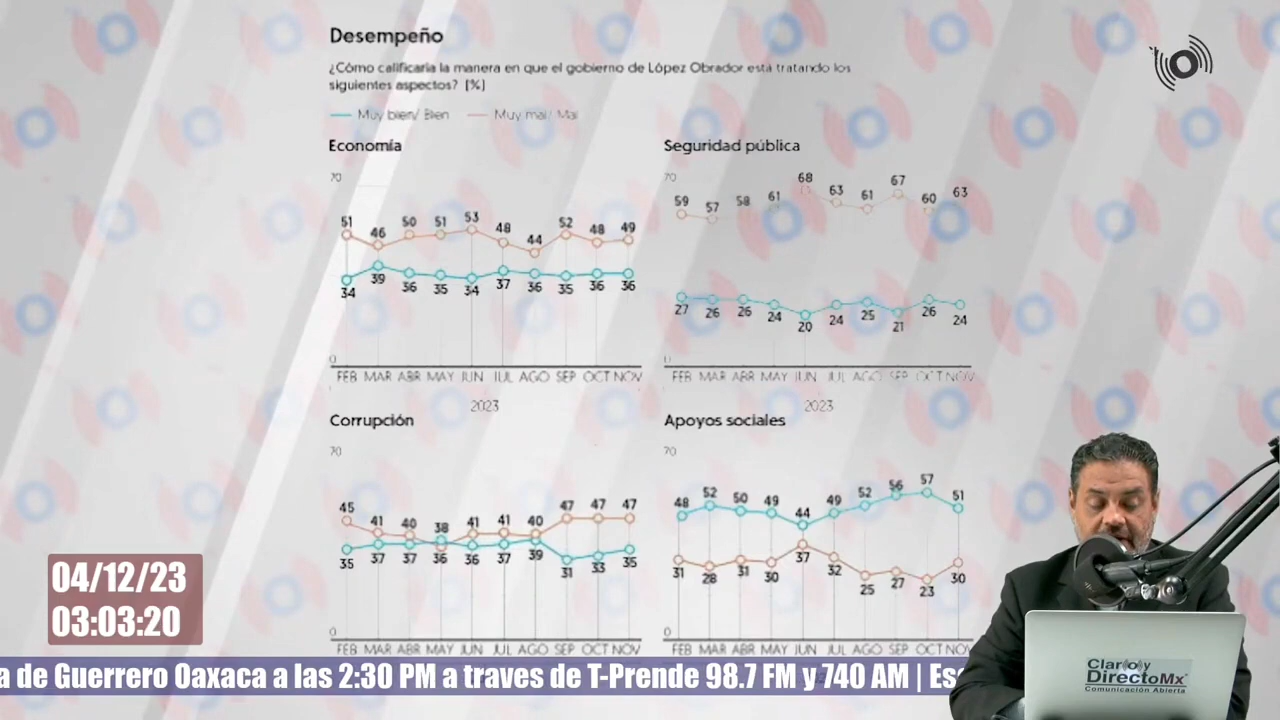 Desempeño
¿Cómo calificaría la manera en que el gobierno de López Obrador está tratando los
siguientes aspectos? [%]
Muy bien/ Bien
Muy mal/ Mal
Economía
70
51 46 50 51 53 48 44 52 48 49
34 39 36 35 34 37 36 35 36 36
0
FEB MAR ABR MAY JUN JUL AGO SEP OCT NOV
2023
Seguridad pública
70
59 57 58 61 68 63 61 67 60 63
27 26 26 24 20 24 25 21 26 24
0
FEB MAR ABR MAY JUN JUL AGO SEP OCT NOV
2023
Corrupción
70
45 41 40 38 41 41 40 47 47 47
35 37 37 36 36 37 39 31 33 35
0
FEB MAR ABR MAY JUN JUL AGO SEP OCT NOV
Apoyos sociales
70
48 52 50 49 44 49 52 56 57 51
31 28 31 30 37 32 25 27 23 30
0
FEB MAR ABR MAY JUN JUL AGO SEP OCT NOV
04/12/23
03:03:20
a de Guerrero Oaxaca a las 2:30 PM a traves de T-Prende 98.7 FM y 740 AM | Es
Claro y
DirectoMx
Comunicación Abierta